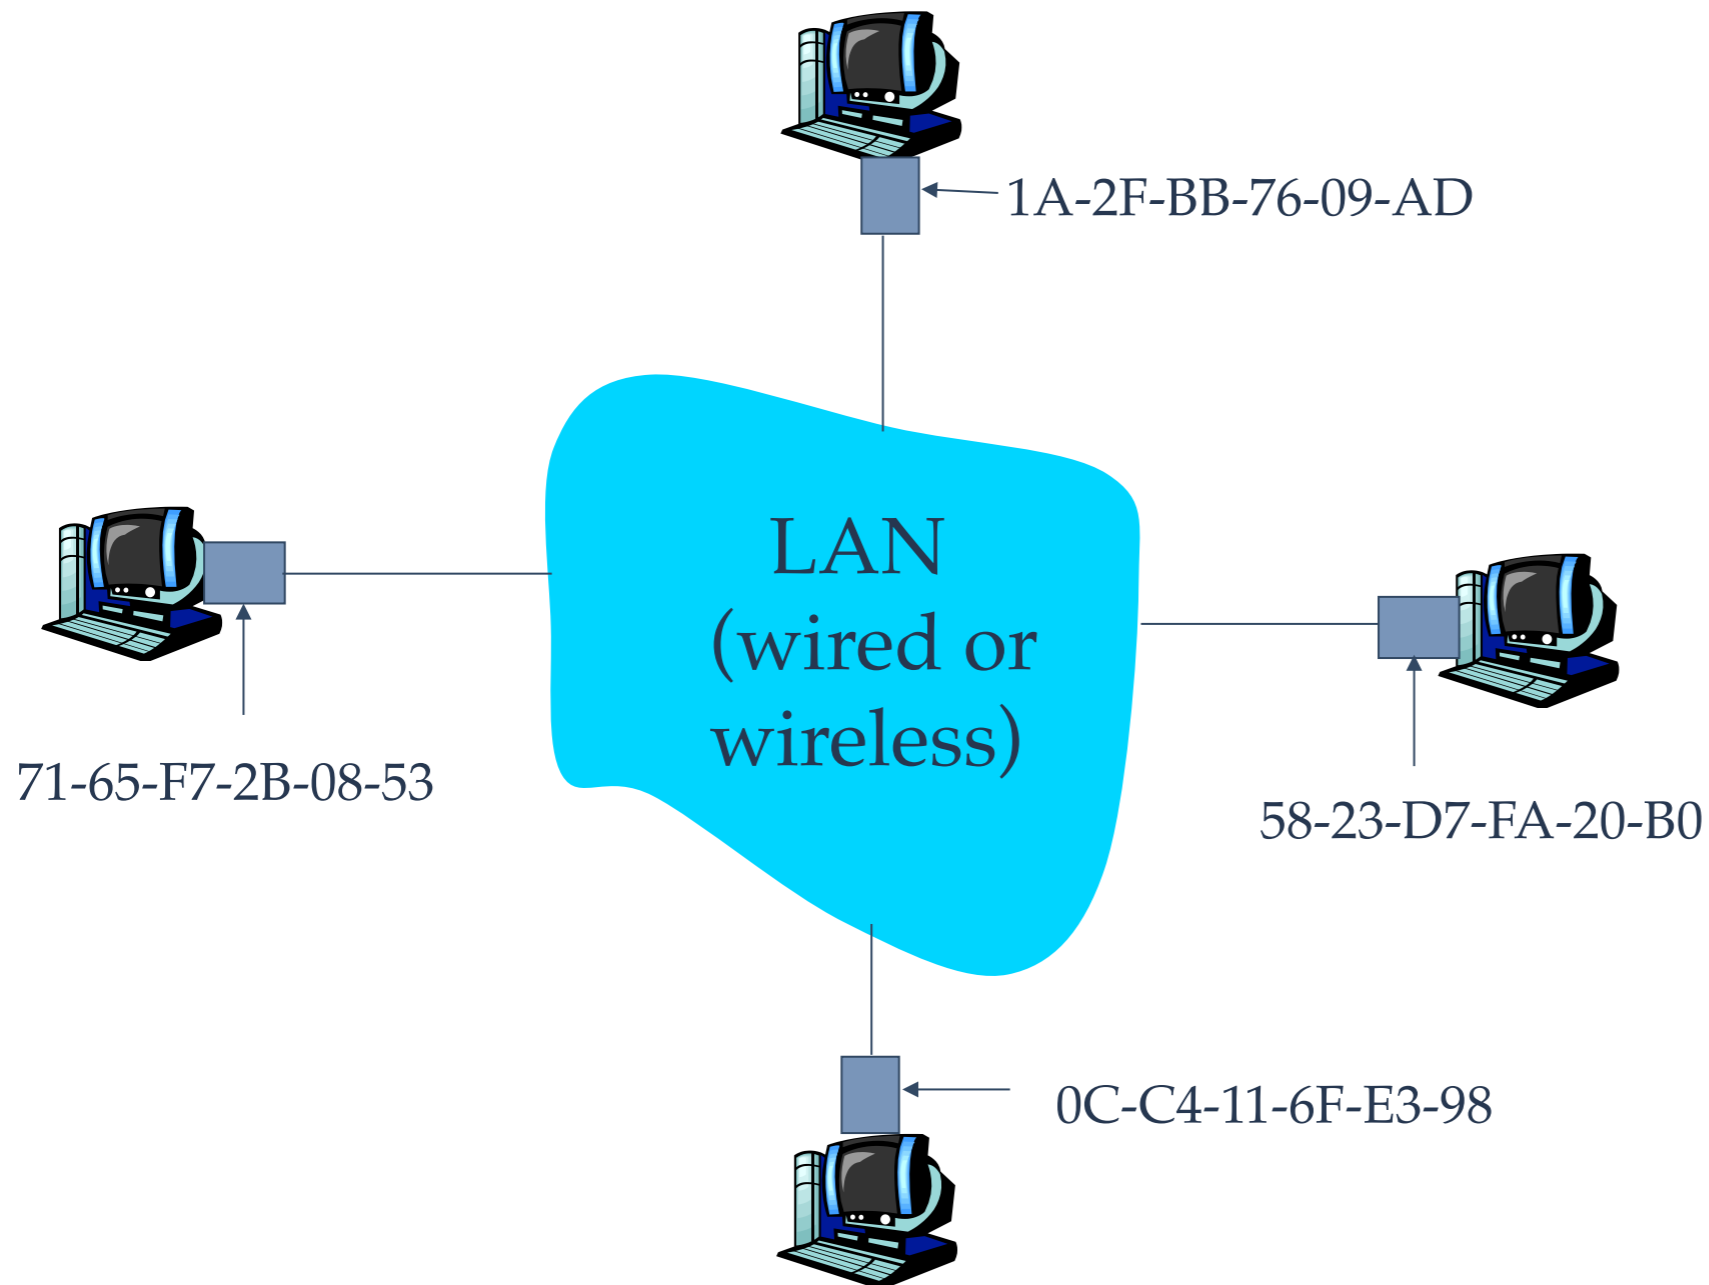 1A-2F-BB-76-09-AD
LAN
(wired or
wireless)
71-65-F7-2B-08-53
58-23-D7-FA-20-B0
0C-C4-11-6F-E3-98